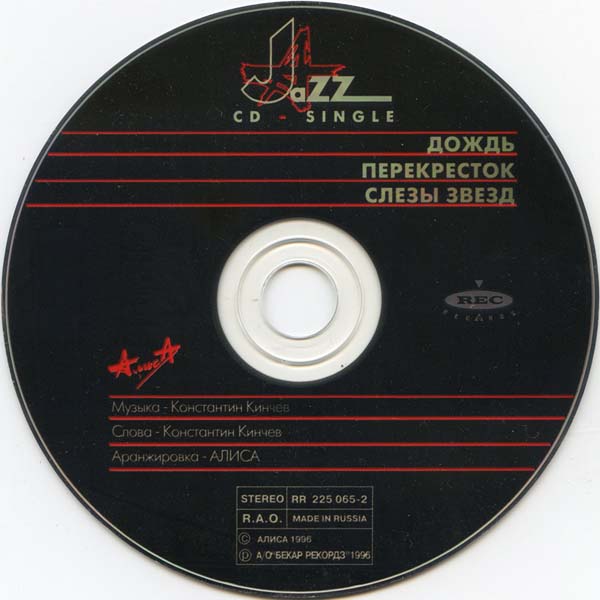 Jazz
CD - SINGLE
ДОЖДЬ
ПЕРЕКРЕСТОК
СЛЕЗЫ ЗВЕЗД
REC
RECORDZ
АлисА
Музыка - Константин Кинчев
Слова - Константин Кинчев
Аранжировка - АЛИСА
STEREO RR 225 065-2
R.A.O. MADE IN RUSSIA
© АЛИСА 1996
℗ А/О"БЕКАР РЕКОРДЗ"1996